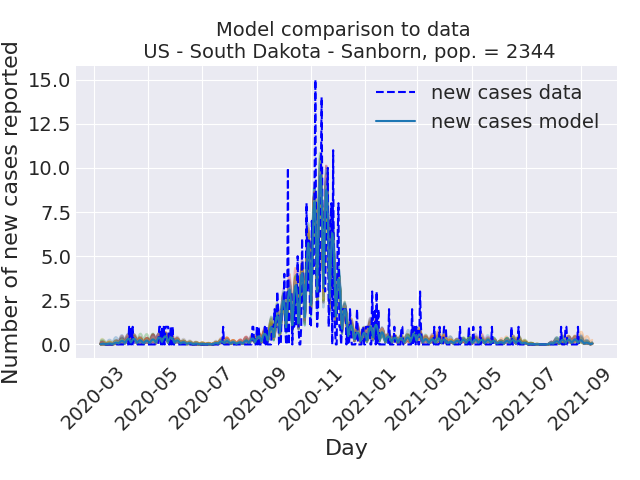 Model comparison to data
US - South Dakota - Sanborn, pop. = 2344
Number of new cases reported
15.0
12.5
10.0
7.5
5.0
2.5
0.0
new cases data
new cases model
2020-03
2020-05
2020-07
2020-09
2020-11
2021-01
2021-03
2021-05
2021-07
2021-09
Day